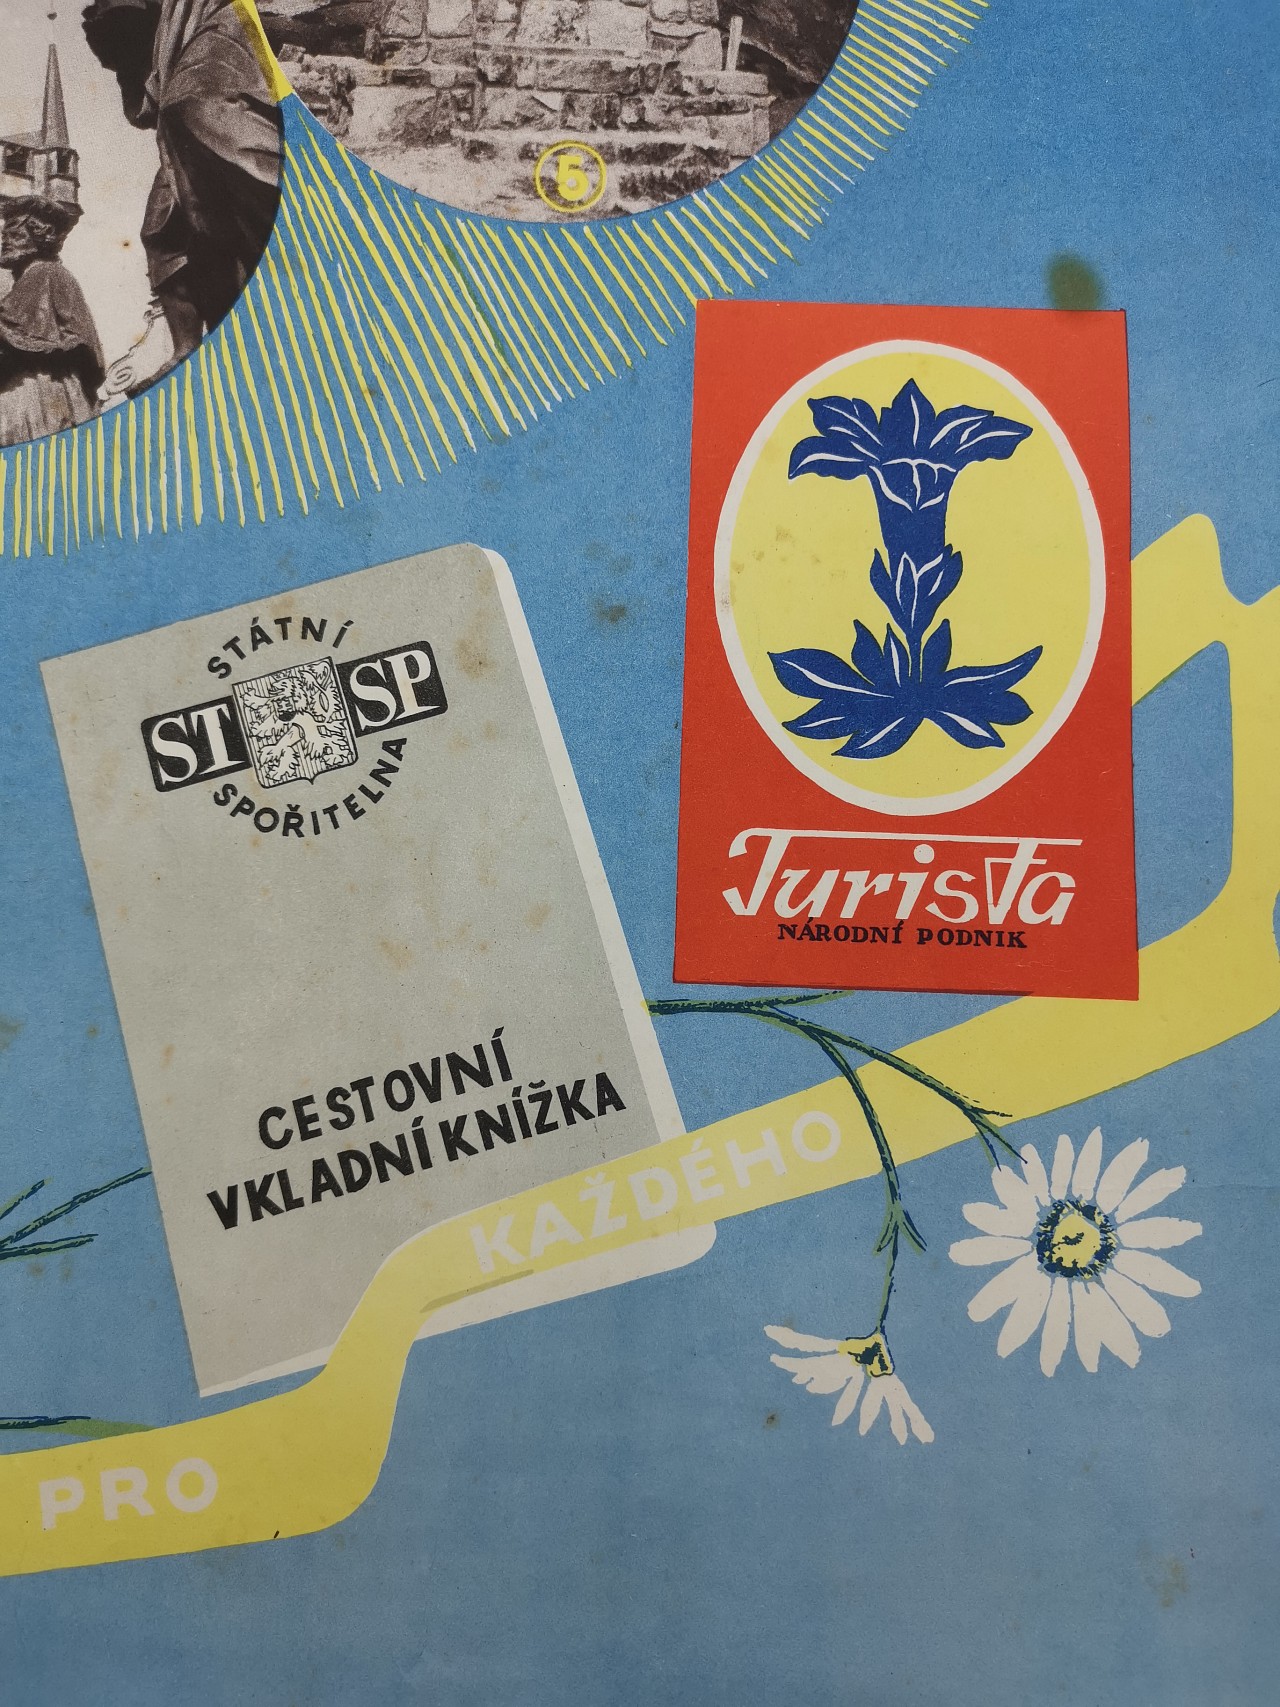 5
STÁTNÍ
ST SP
SPOŘITELNA
CESTOVNÍ
VKLADNÍ KNÍŽKA
Turista
NÁRODNÍ PODNIK
PRO KAŽDÉHO